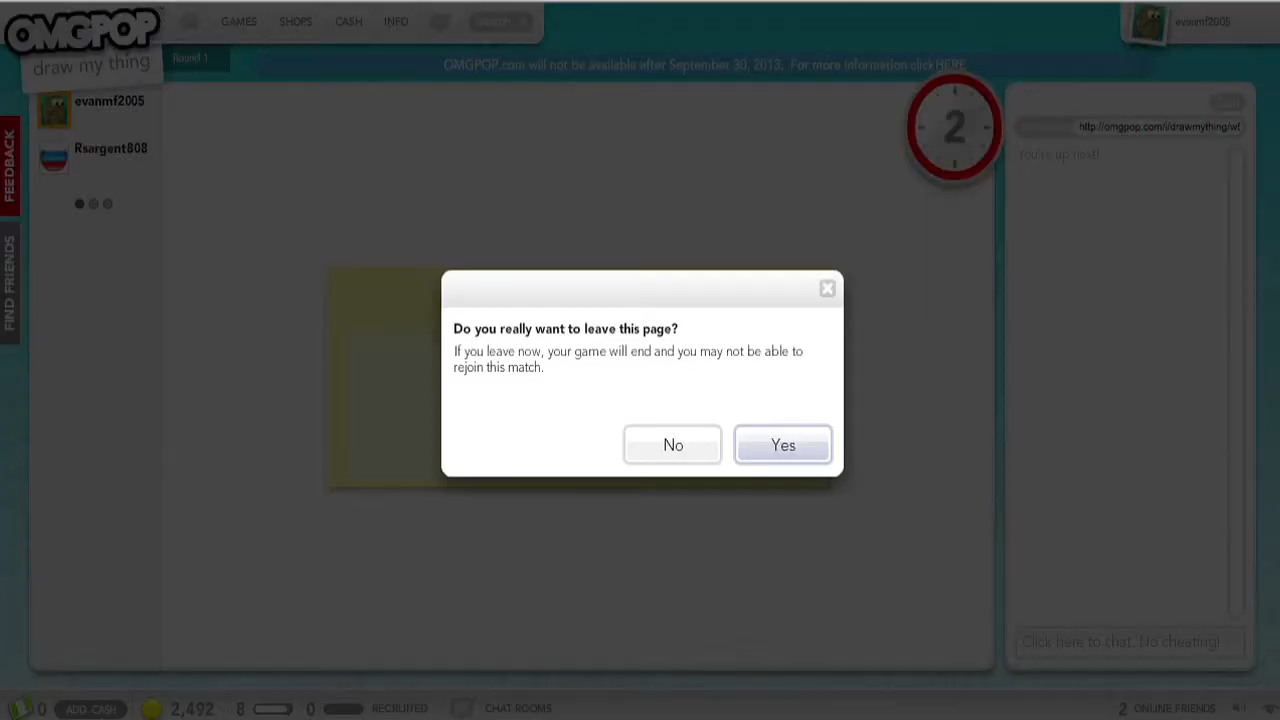 OMGPOP
GAMES SHOPS CASH INFO
evanmf2005
draw my thing
Round 1
OMGPOP.com will not be available after September 30, 2013. For more information click HERE
evanmf2005
Rsargent808
FEEDBACK
FIND FRIENDS
2
http://omgpop.com/i/drawmything/w
You're up next!
Do you really want to leave this page?
If you leave now, your game will end and you may not be able to
rejoin this match.
No Yes
Click here to chat. No cheating!
0 ADD CASH 2,492 8 0 RECRUITED CHAT ROOMS 2 ONLINE FRIENDS